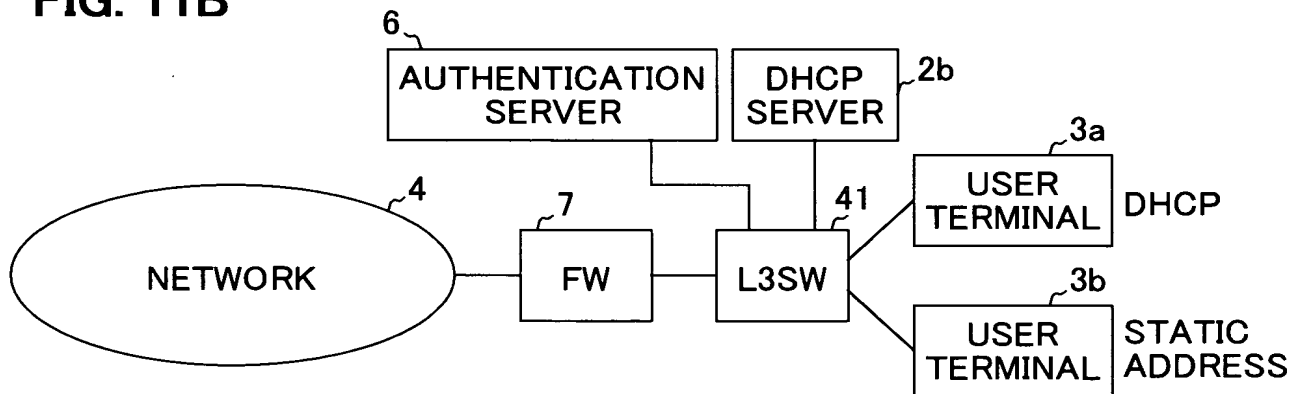 FIG. 11B
6
AUTHENTICATION
SERVER
DHCP
SERVER
2b
3a
USER
TERMINAL
DHCP
4
NETWORK
7
FW
41
L3SW
3b
USER
TERMINAL
STATIC
ADDRESS